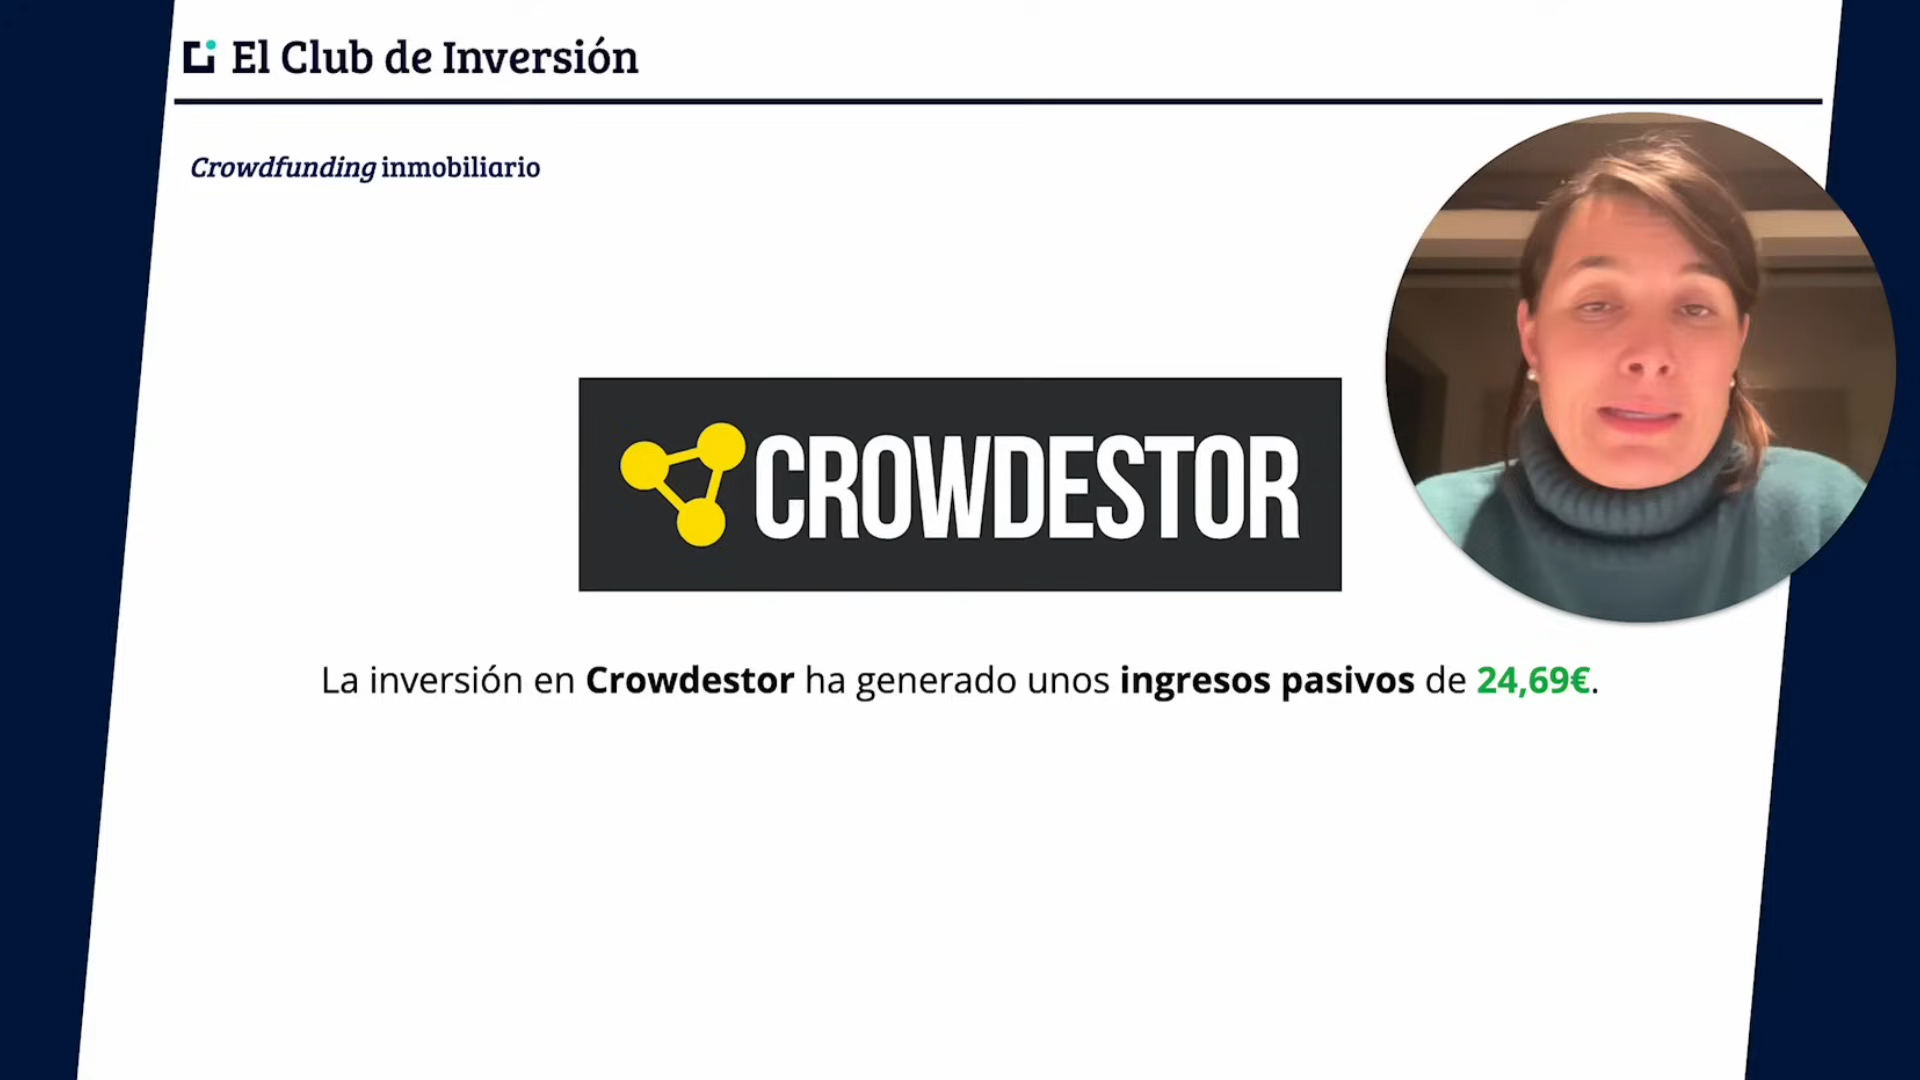 El Club de Inversión
Crowdfunding inmobiliario
CROWDESTOR
La inversión en Crowdestor ha generado unos ingresos pasivos de 24,69€.